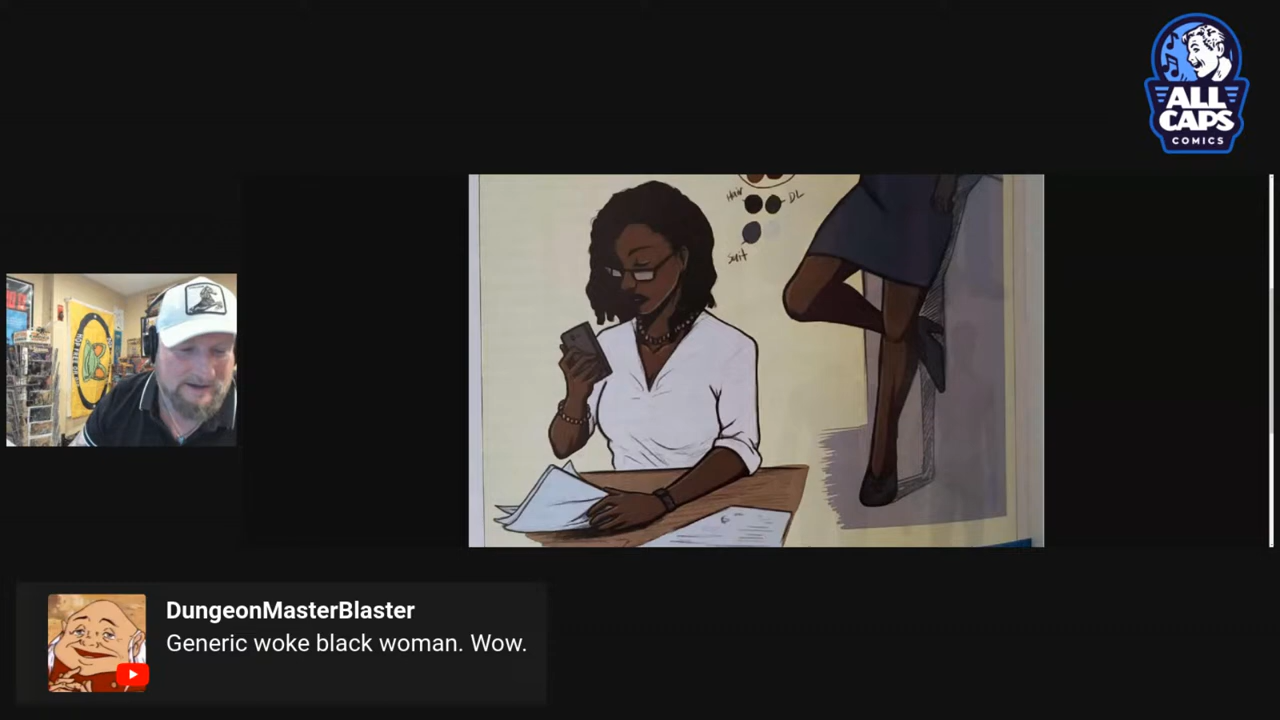 ALL
CAPS
COMICS
Hair
DL
Suit
DungeonMasterBlaster
Generic woke black woman. Wow.